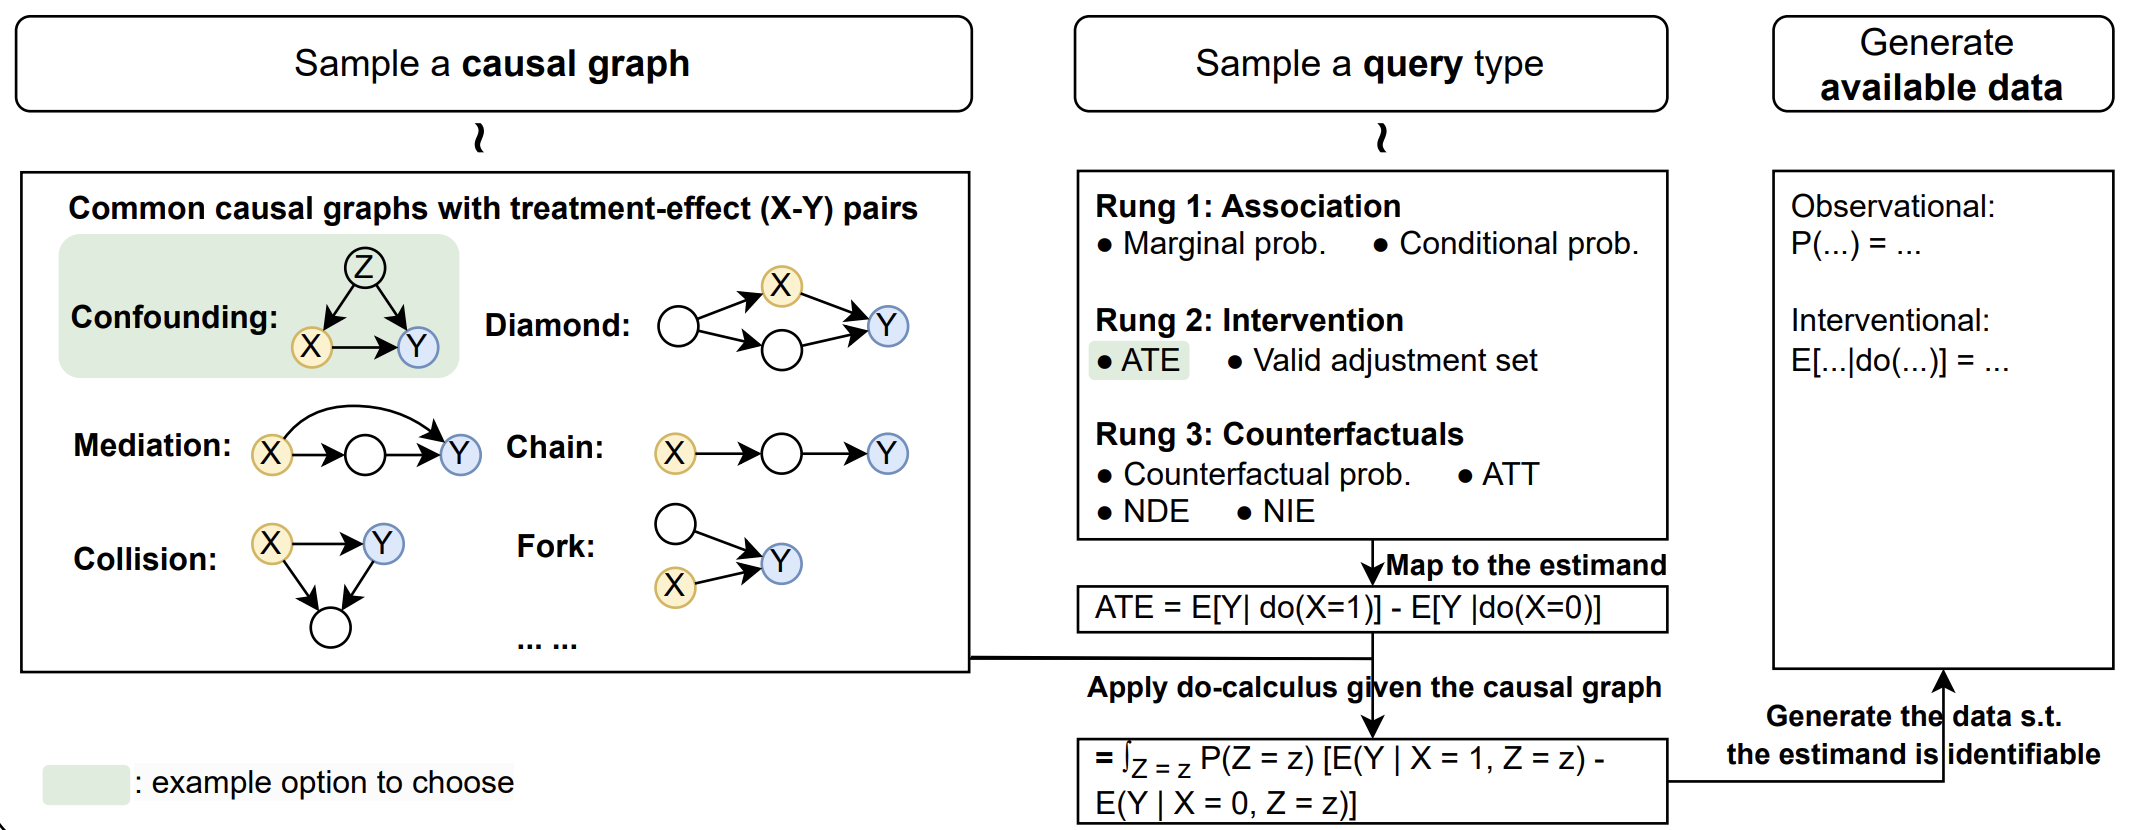 Sample a causal graph
Sample a query type
Generate
available data
~
~
Common causal graphs with treatment-effect (X-Y) pairs
Confounding:
Z
X
Y
Diamond:
X
Y
Mediation:
X
Y
Chain:
X
Y
Collision:
X
Y
Fork:
X
Y
... ...
: example option to choose
Rung 1: Association
● Marginal prob. ● Conditional prob.
Rung 2: Intervention
● ATE ● Valid adjustment set
Rung 3: Counterfactuals
● Counterfactual prob. ● ATT
● NDE ● NIE
Map to the estimand
ATE = E[Y| do(X=1)] - E[Y |do(X=0)]
Apply do-calculus given the causal graph
= ∫Z = z P(Z = z) [E(Y | X = 1, Z = z) -
E(Y | X = 0, Z = z)]
Observational:
P(...) = ...
Interventional:
E[...|do(...)] = ...
Generate the data s.t.
the estimand is identifiable